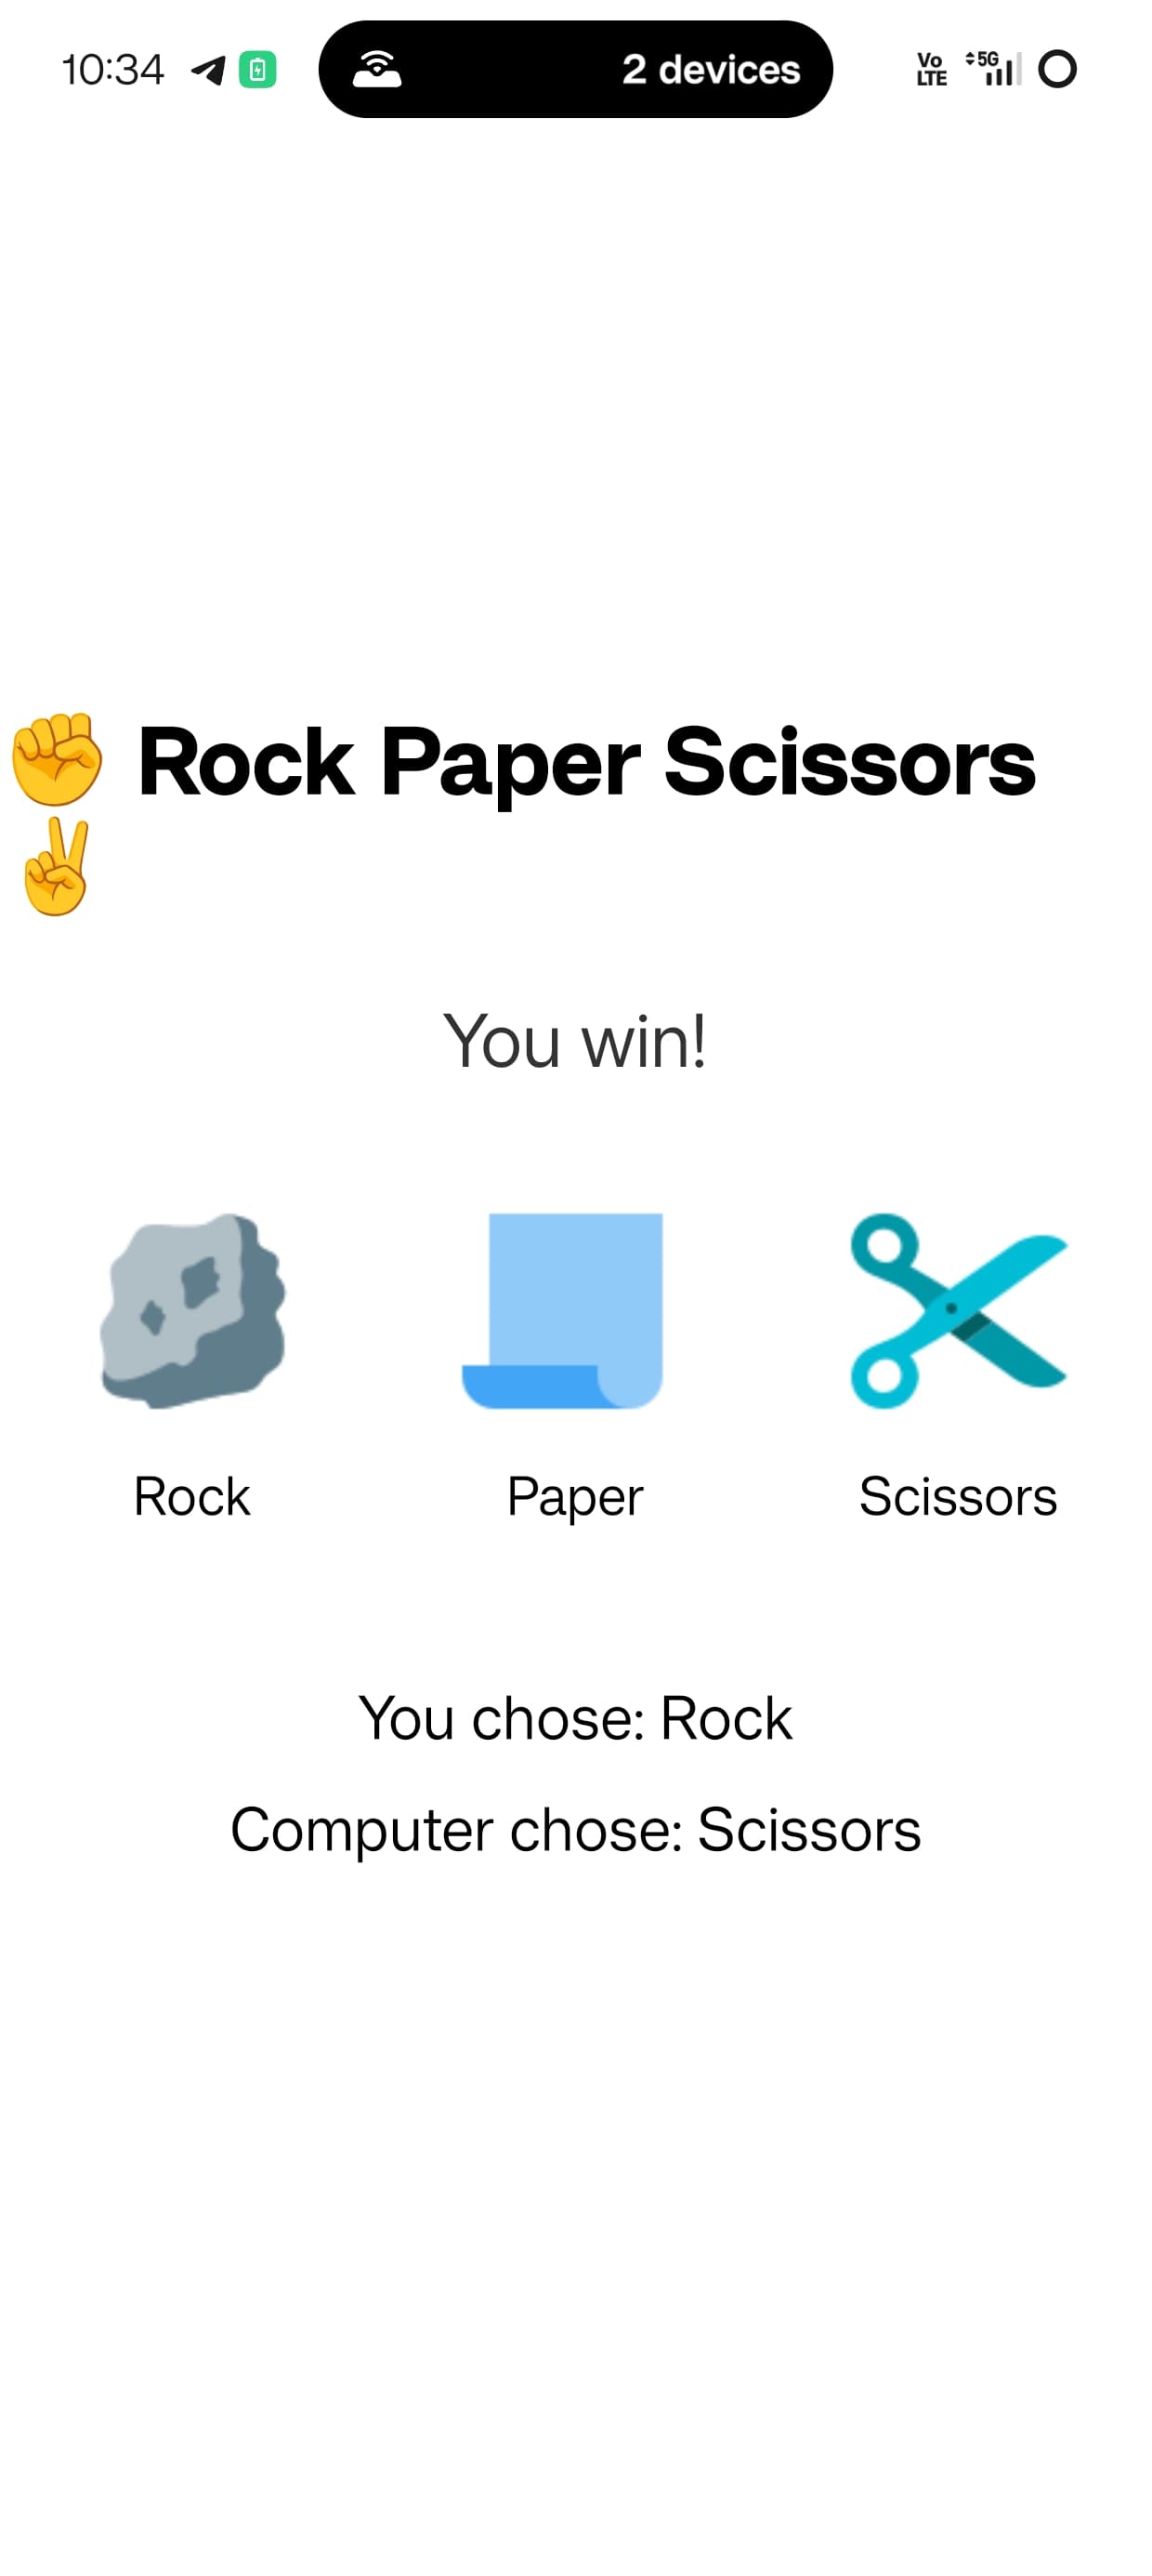 10:34 2 devices Vo LTE 5G
✊ Rock Paper Scissors
✌
You win!
Rock Paper Scissors
You chose: Rock
Computer chose: Scissors